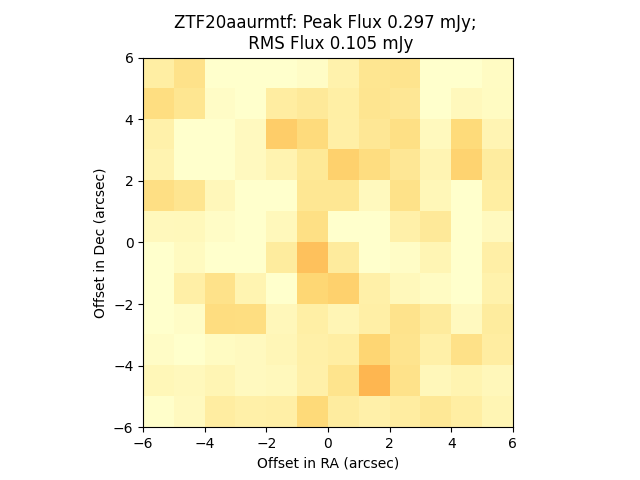 ZTF20aaurmtf: Peak Flux 0.297 mJy;
RMS Flux 0.105 mJy
6
4
2
0
−2
−4
−6
Offset in Dec (arcsec)
−6 −4 −2 0 2 4 6
Offset in RA (arcsec)